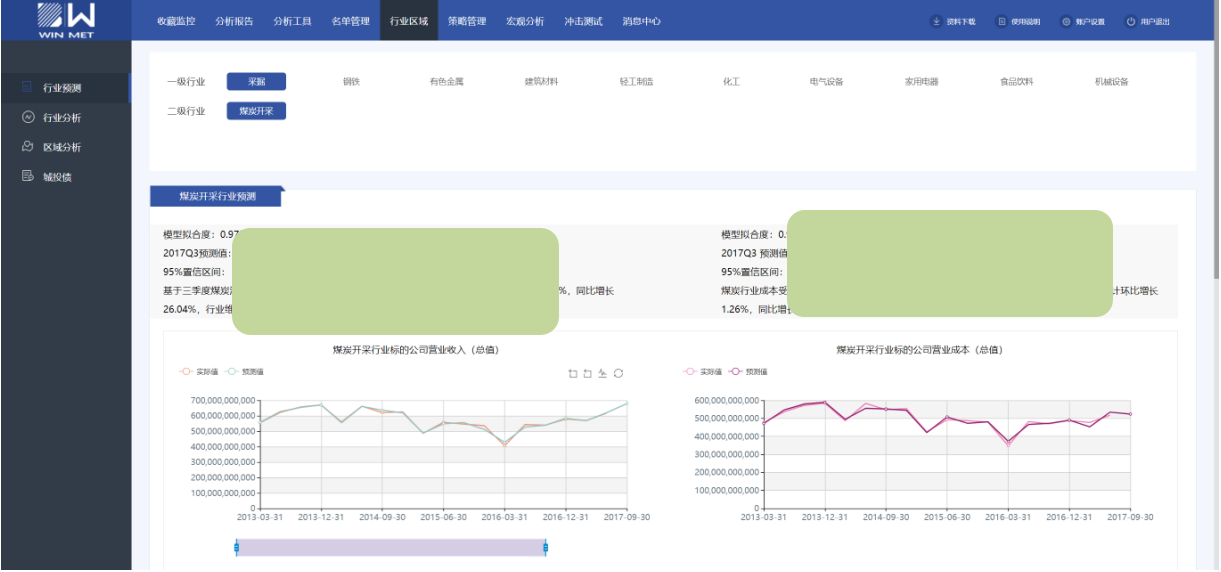 WIN MET
收藏监控 分析报告 分析工具 名单管理 行业区域 策略管理 宏观分析 冲击测试 消息中心 资料下载 使用说明 账户设置 用户退出
行业预测
行业分析
区域分析
城投债
一级行业 采掘 钢铁 有色金属 建筑材料 轻工制造 化工 电气设备 家用电器 食品饮料 机械设备
二级行业 煤炭开采
煤炭开采行业预测
模型拟合度：0.97
2017Q3预测值：
95%置信区间：
基于三季度煤炭 %，同比增长
26.04%，行业维
模型拟合度：0.
2017Q3 预测值
95%置信区间：
煤炭行业成本受 计环比增长
1.26%，同比增
煤炭开采行业标的公司营业收入（总值）
实际值 预测值
700,000,000,000
600,000,000,000
500,000,000,000
400,000,000,000
300,000,000,000
200,000,000,000
100,000,000,000
0
2013-03-31 2013-12-31 2014-09-30 2015-06-30 2016-03-31 2016-12-31 2017-09-30
煤炭开采行业标的公司营业成本（总值）
实际值 预测值
600,000,000,000
500,000,000,000
400,000,000,000
300,000,000,000
200,000,000,000
100,000,000,000
0
2013-03-31 2013-12-31 2014-09-30 2015-06-30 2016-03-31 2016-12-31 2017-09-30